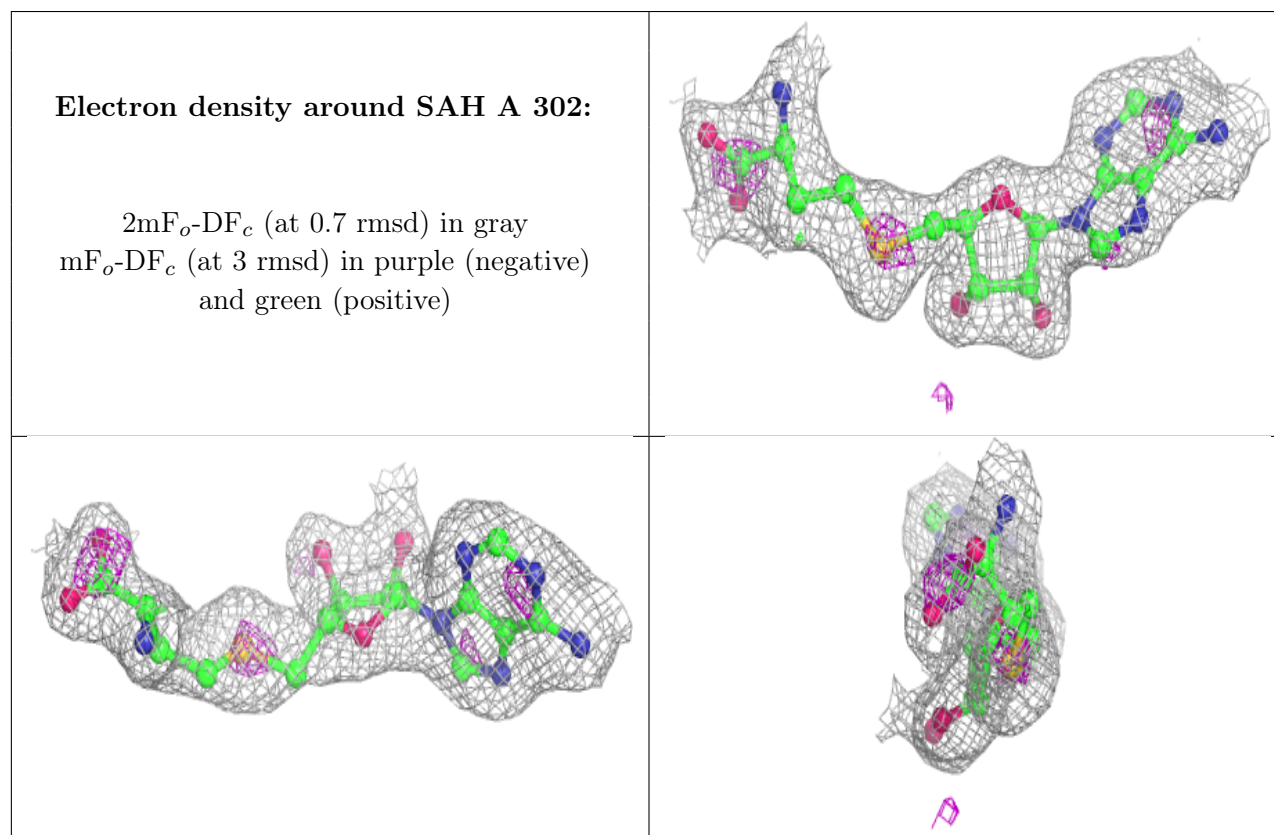 Electron density around SAH A 302:
2mFo-DFc (at 0.7 rmsd) in gray
mFo-DFc (at 3 rmsd) in purple (negative)
and green (positive)